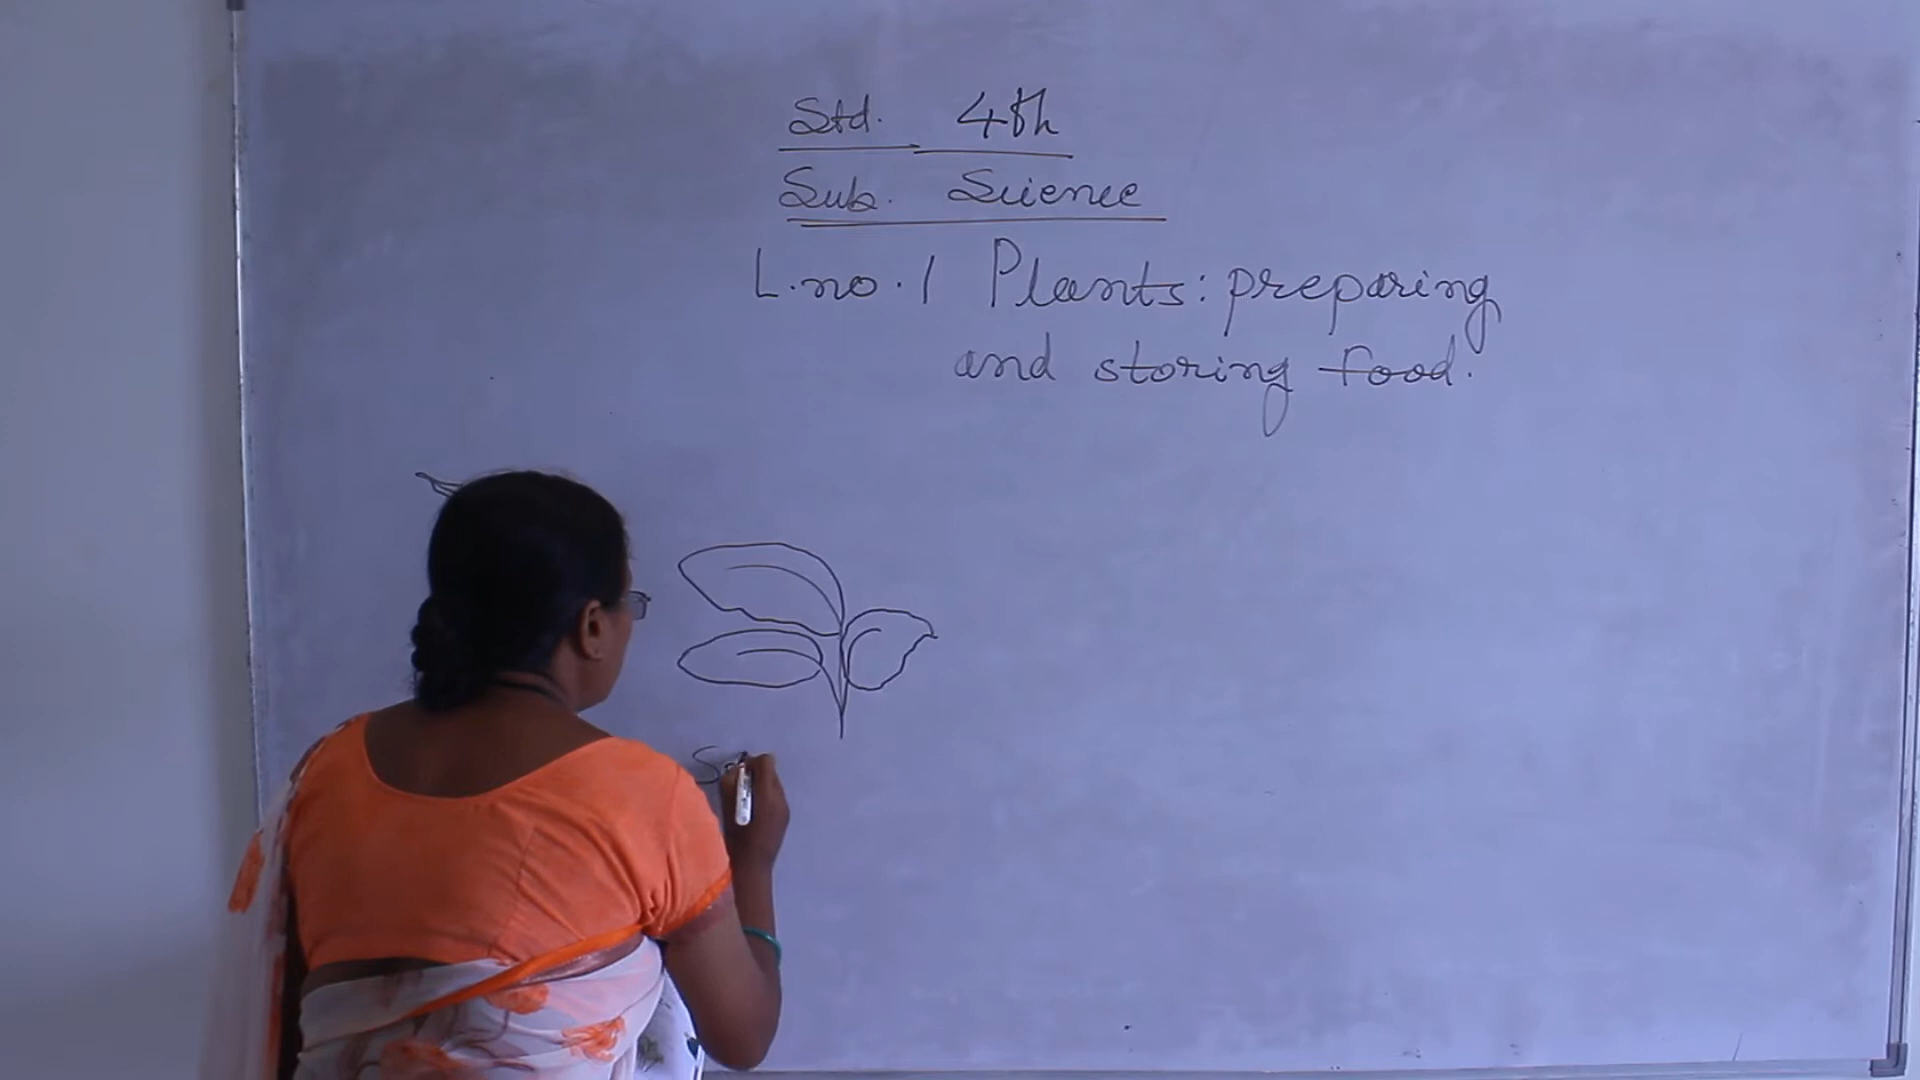 Std. 4th
Sub. Science
L.no.1 Plants: preparing
and storing food.